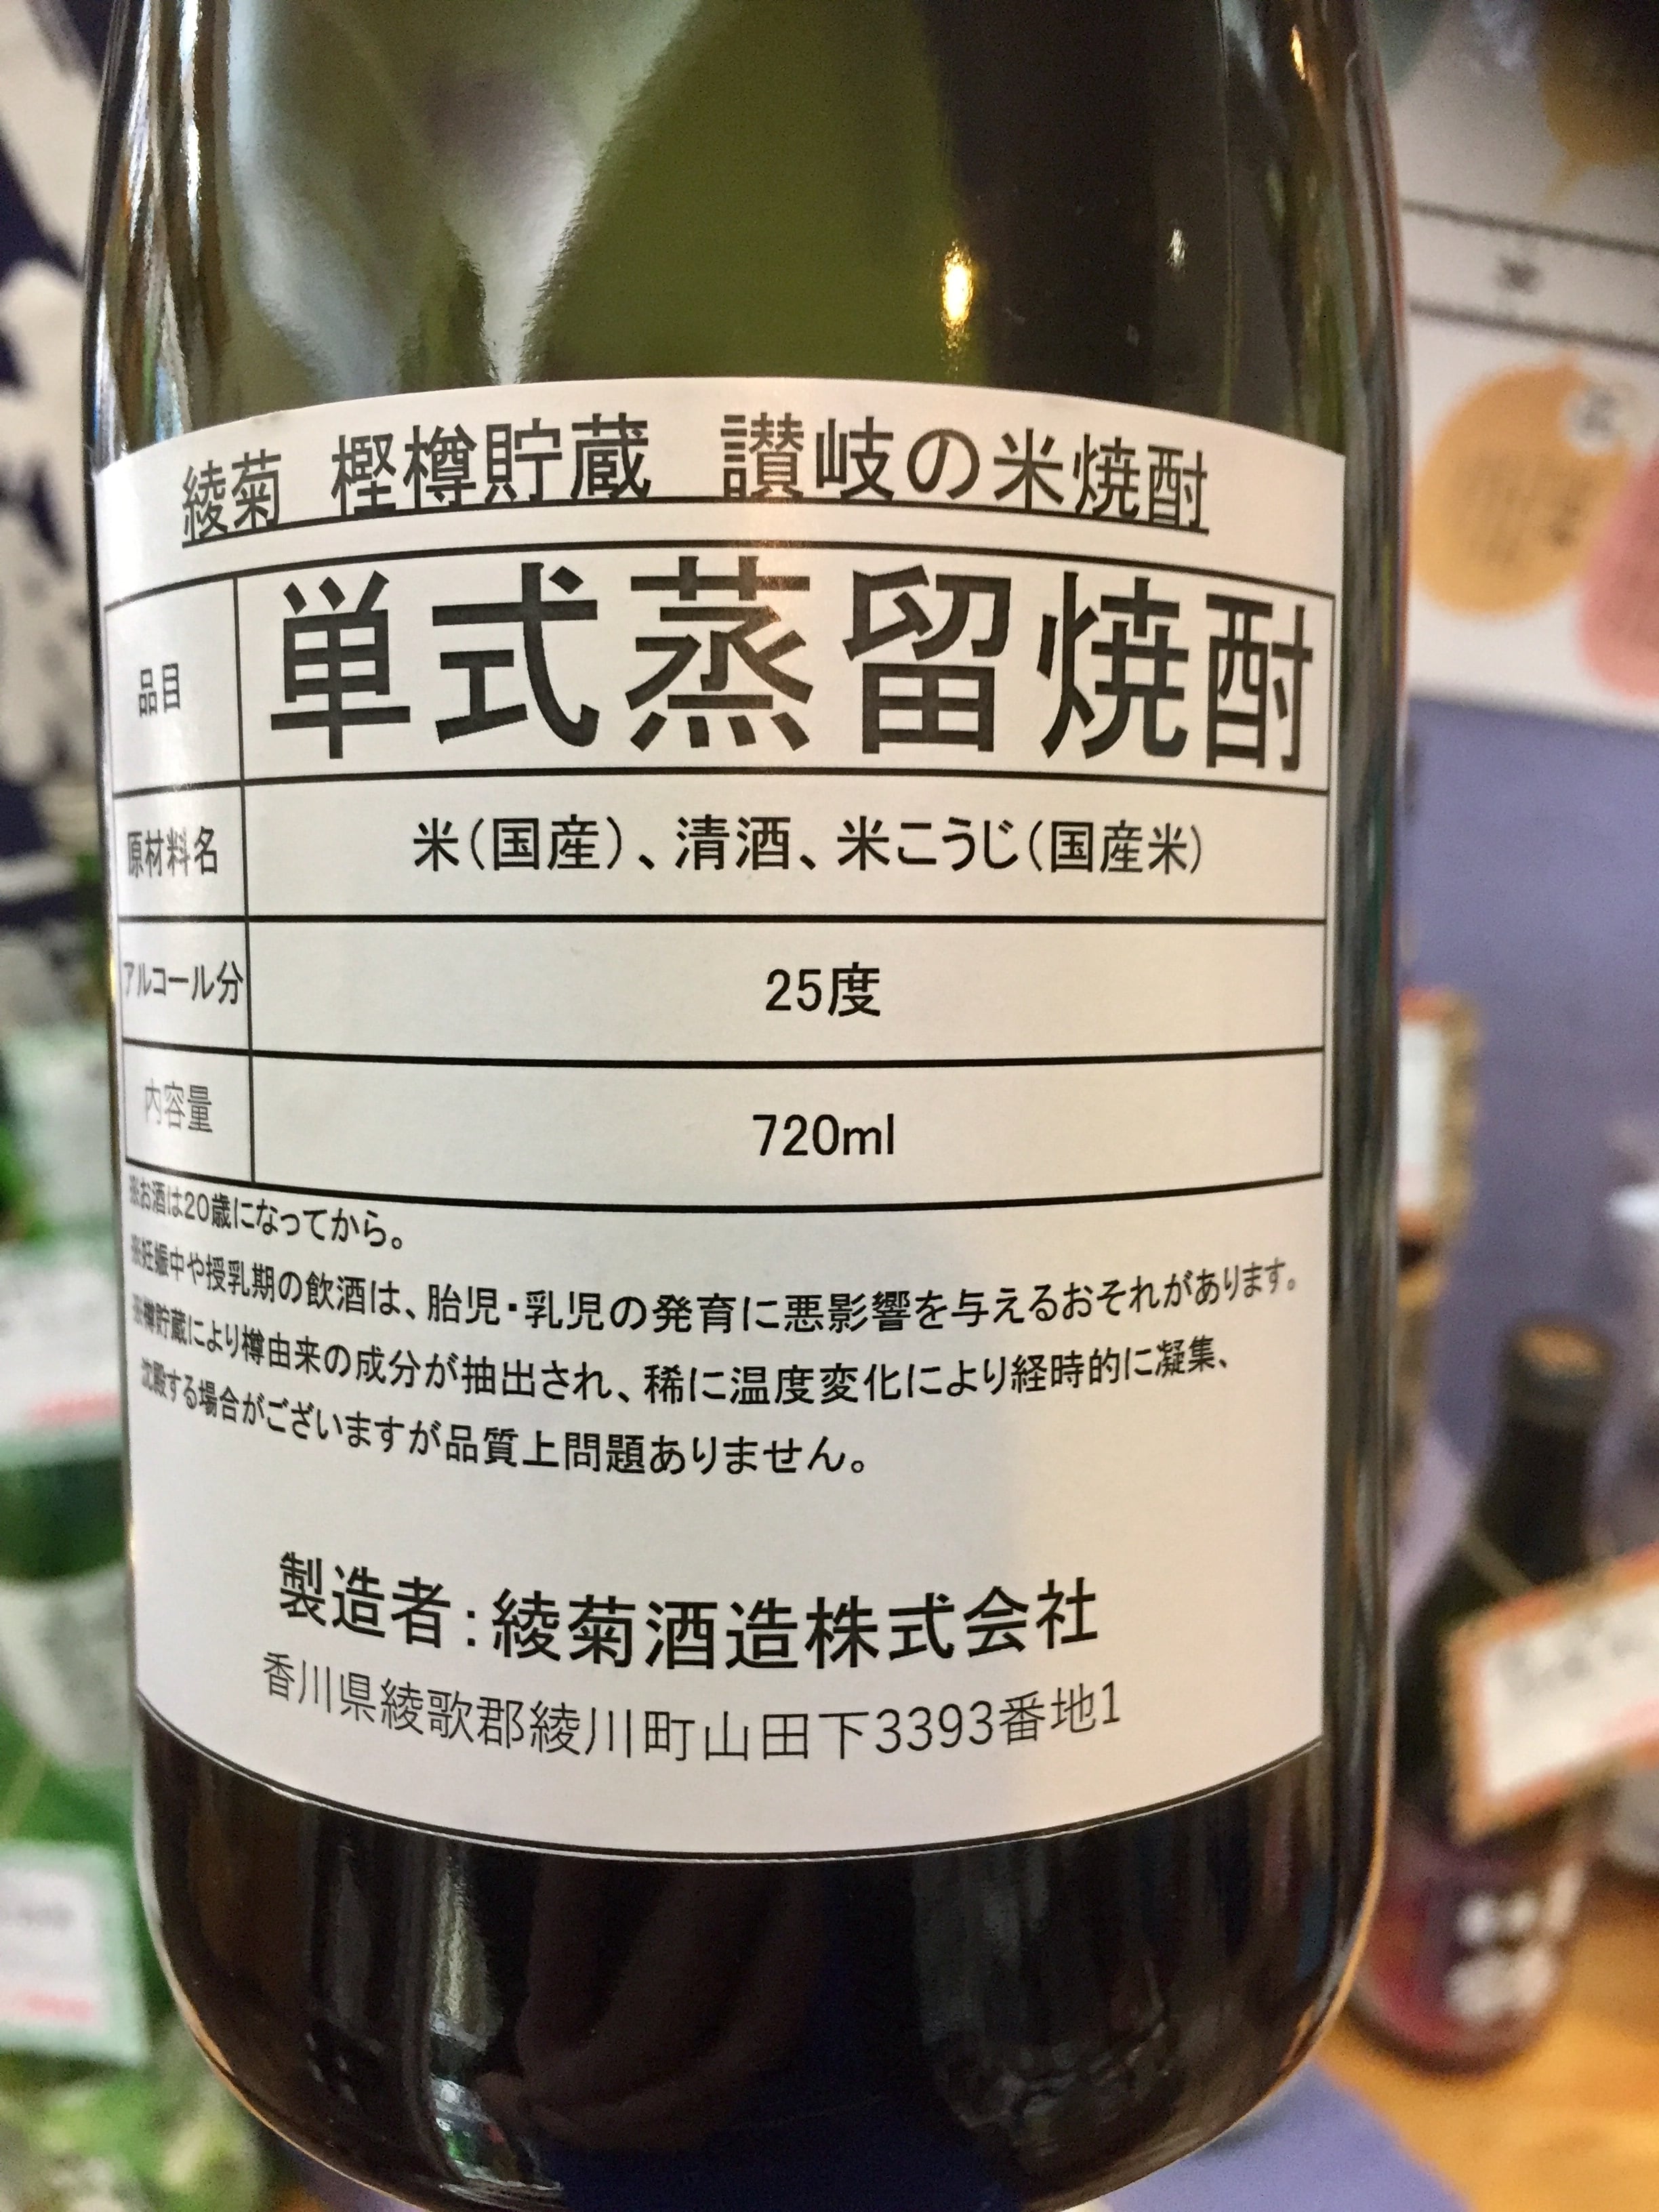 綾菊　樫樽貯蔵　讃岐の米焼酎
品目 単式蒸留焼酎
原材料名 米(国産)、清酒、米こうじ(国産米)
アルコール分 25度
内容量 720ml
※お酒は20歳になってから。
※妊娠中や授乳期の飲酒は、胎児・乳児の発育に悪影響を与えるおそれがあります。
※樽貯蔵により樽由来の成分が抽出され、稀に温度変化により経時的に凝集、
沈殿する場合がございますが品質上問題ありません。
製造者:綾菊酒造株式会社
香川県綾歌郡綾川町山田下3393番地1